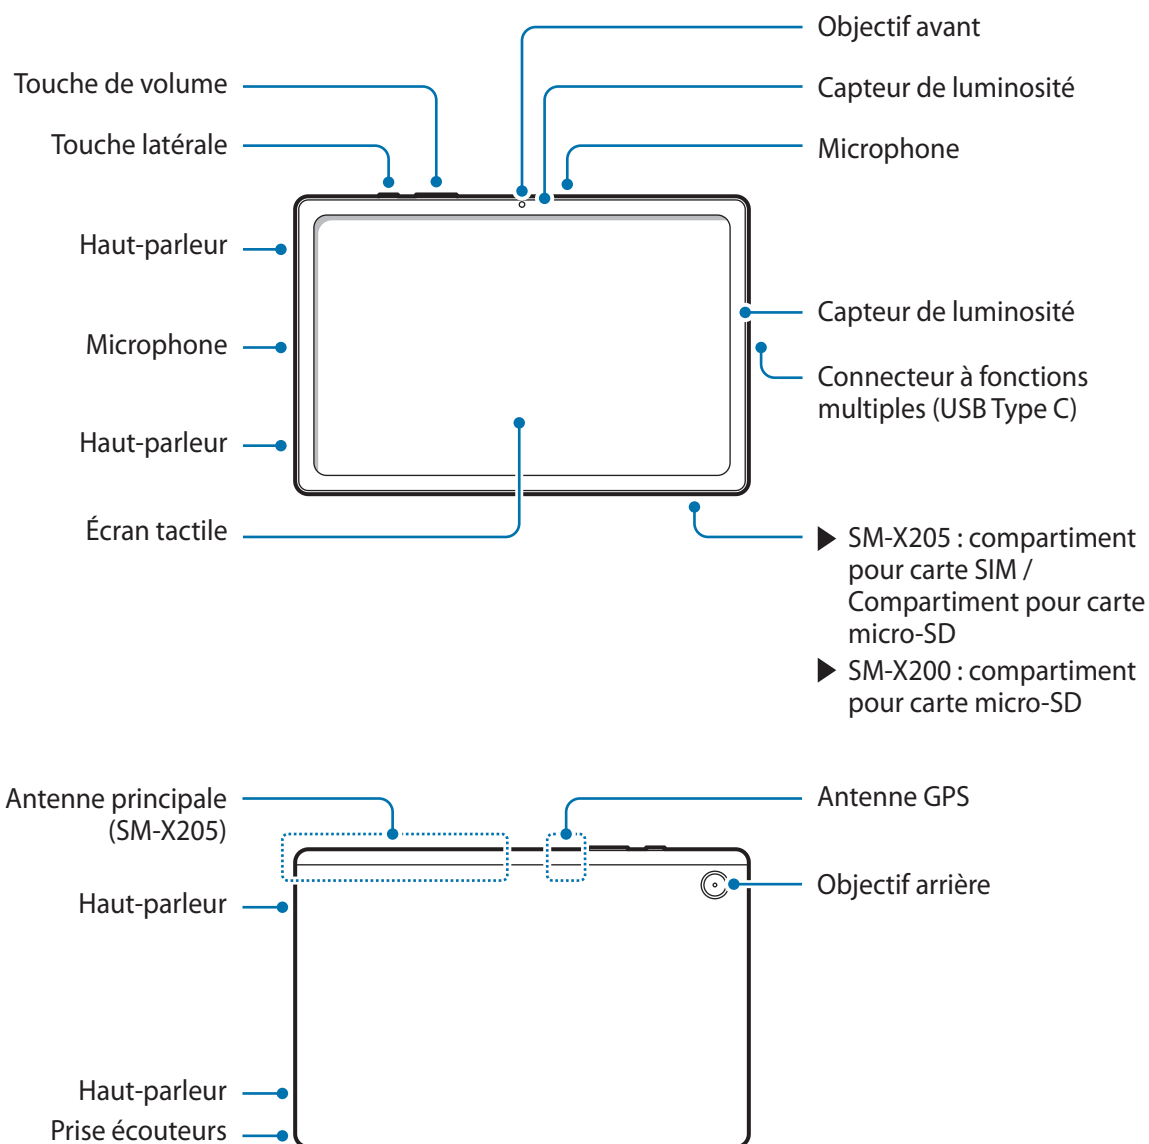 Objectif avant
Touche de volume
Capteur de luminosité
Touche latérale
Microphone
Haut-parleur
Capteur de luminosité
Microphone
Connecteur à fonctions
multiples (USB Type C)
Haut-parleur
Écran tactile
SM-X205 : compartiment
pour carte SIM /
Compartiment pour carte
micro-SD
SM-X200 : compartiment
pour carte micro-SD
Antenne principale
(SM-X205)
Antenne GPS
Objectif arrière
Haut-parleur
Haut-parleur
Prise écouteurs